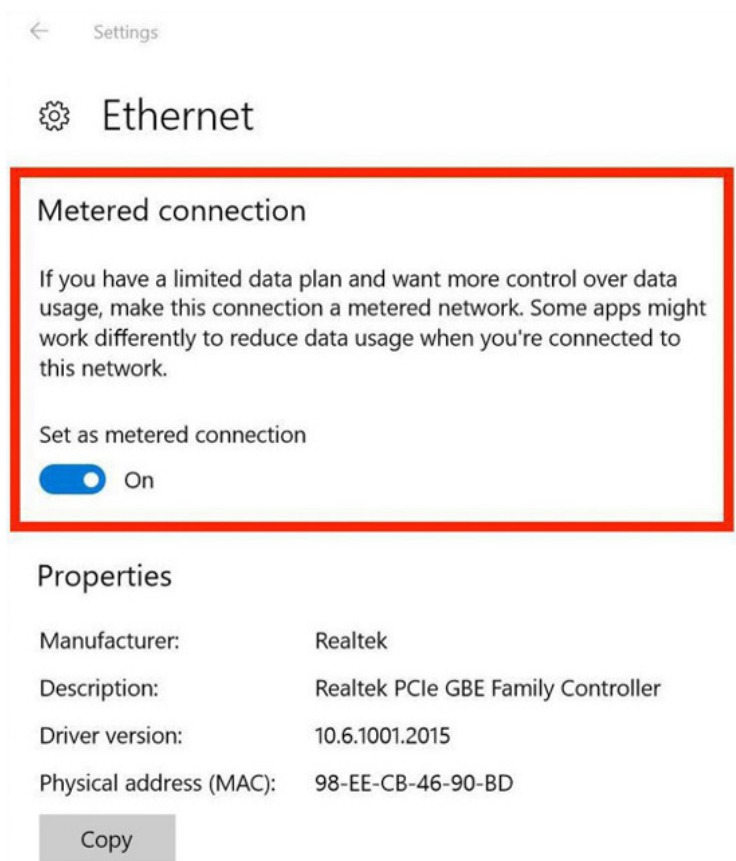 Settings
Ethernet
Metered connection
If you have a limited data plan and want more control over data
usage, make this connection a metered network. Some apps might
work differently to reduce data usage when you're connected to
this network.
Set as metered connection
On
Properties
Manufacturer: Realtek
Description: Realtek PCIe GBE Family Controller
Driver version: 10.6.1001.2015
Physical address (MAC): 98-EE-CB-46-90-BD
Copy